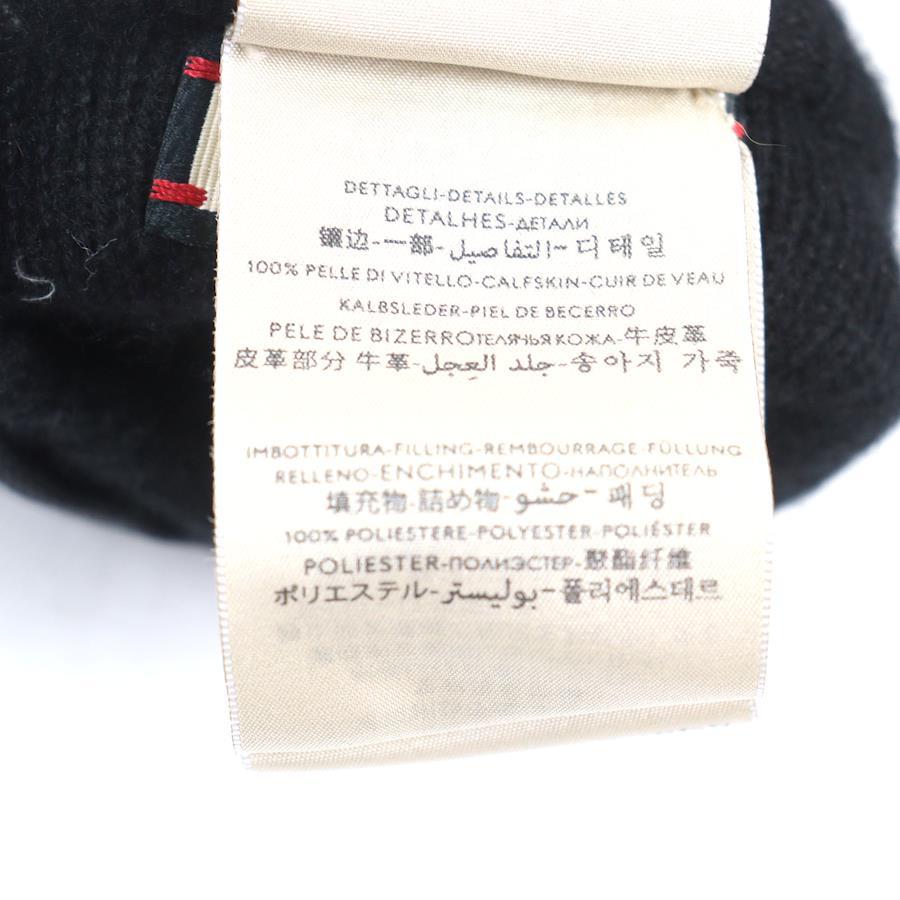 DETTAGLI-DETAILS-DETALLES
DETALHES-ДЕТАЛИ
镶边-一部-التفاصيل-디테일
100% PELLE DI VITELLO-CALFSKIN-CUIR DE VEAU
KALBSLEDER-PIEL DE BECERRO
PELE DE BIZERROТЕЛЯЧЬЯ КОЖА-牛皮革
皮革部分 牛革-جلد العجل-송아지 가죽
IMBOTTITURA-FILLING-REMBOURRAGE-FÜLLUNG
RELLENO-ENCHIMENTO-НАПОЛНИТЕЛЬ
填充物-詰め物-حشو-패딩
100% POLIESTERE-POLYESTER-POLIÉSTER
POLIESTER-ПОЛИЭСТЕР-聚酯纤维
ポリエステル-بوليستر-폴리에스테르